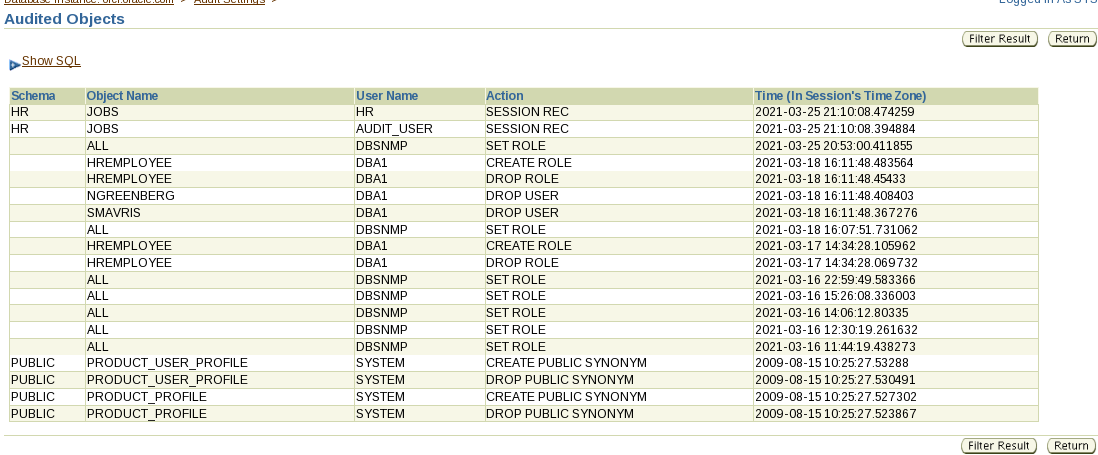 Database Instance: orcl.oracle.com > Audit Settings >
Logged in As SYS
Audited Objects
Filter Result Return
Show SQL
Schema Object Name User Name Action Time (In Session's Time Zone)
HR JOBS HR SESSION REC 2021-03-25 21:10:08.474259
HR JOBS AUDIT_USER SESSION REC 2021-03-25 21:10:08.394884
ALL DBSNMP SET ROLE 2021-03-25 20:53:00.411855
HREMPLOYEE DBA1 CREATE ROLE 2021-03-18 16:11:48.483564
HREMPLOYEE DBA1 DROP ROLE 2021-03-18 16:11:48.45433
NGREENBERG DBA1 DROP USER 2021-03-18 16:11:48.408403
SMAVRIS DBA1 DROP USER 2021-03-18 16:11:48.367276
ALL DBSNMP SET ROLE 2021-03-18 16:07:51.731062
HREMPLOYEE DBA1 CREATE ROLE 2021-03-17 14:34:28.105962
HREMPLOYEE DBA1 DROP ROLE 2021-03-17 14:34:28.069732
ALL DBSNMP SET ROLE 2021-03-16 22:59:49.583366
ALL DBSNMP SET ROLE 2021-03-16 15:26:08.336003
ALL DBSNMP SET ROLE 2021-03-16 14:06:12.80335
ALL DBSNMP SET ROLE 2021-03-16 12:30:19.261632
ALL DBSNMP SET ROLE 2021-03-16 11:44:19.438273
PUBLIC PRODUCT_USER_PROFILE SYSTEM CREATE PUBLIC SYNONYM 2009-08-15 10:25:27.53288
PUBLIC PRODUCT_USER_PROFILE SYSTEM DROP PUBLIC SYNONYM 2009-08-15 10:25:27.530491
PUBLIC PRODUCT_PROFILE SYSTEM CREATE PUBLIC SYNONYM 2009-08-15 10:25:27.527302
PUBLIC PRODUCT_PROFILE SYSTEM DROP PUBLIC SYNONYM 2009-08-15 10:25:27.523867
Filter Result Return